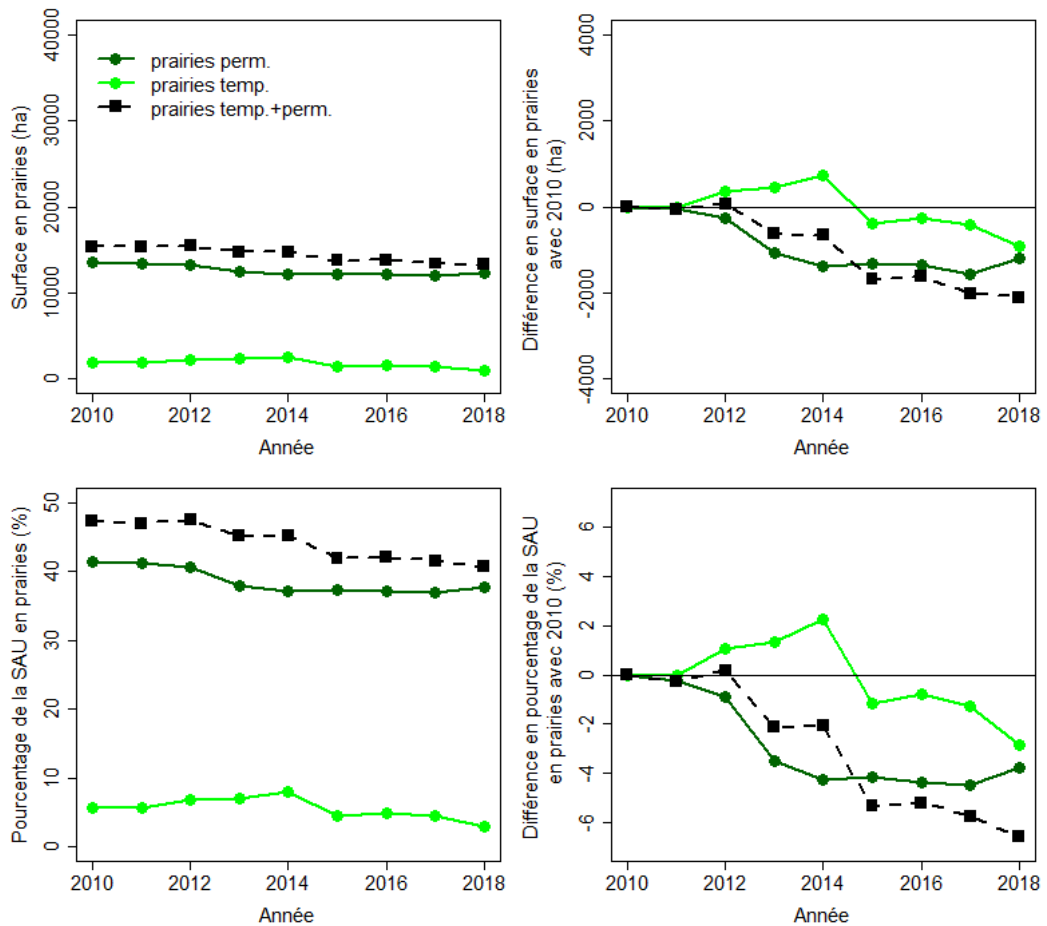 Surface en prairies (ha)
40000
30000
20000
10000
0
prairies perm.
prairies temp.
prairies temp.+perm.
2010 2012 2014 2016 2018
Année
Différence en surface en prairies
avec 2010 (ha)
4000
2000
0
-2000
-4000
2010 2012 2014 2016 2018
Année
Pourcentage de la SAU en prairies (%)
50
40
30
20
10
0
2010 2012 2014 2016 2018
Année
Différence en pourcentage de la SAU
en prairies avec 2010 (%)
6
4
2
0
-2
-4
-6
2010 2012 2014 2016 2018
Année